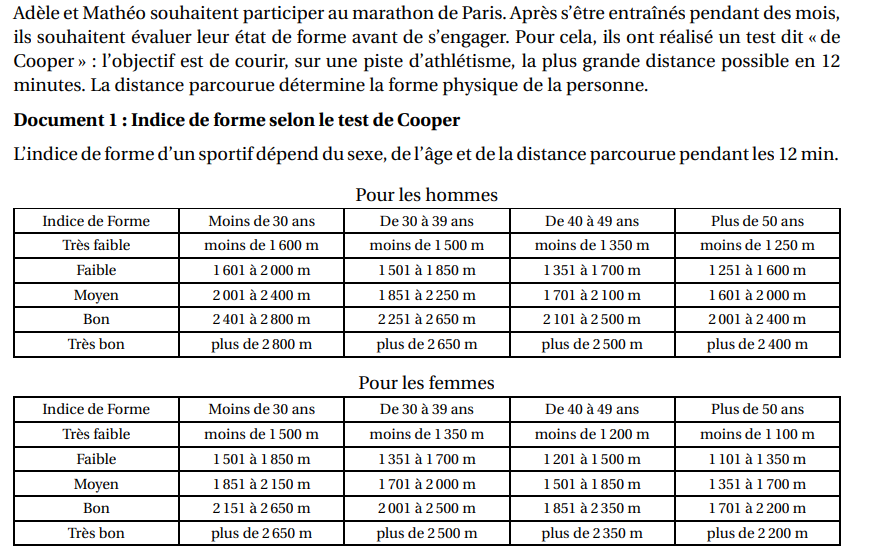 Adèle et Mathéo souhaitent participer au marathon de Paris. Après s’être entraînés pendant des mois,
ils souhaitent évaluer leur état de forme avant de s’engager. Pour cela, ils ont réalisé un test dit « de
Cooper » : l’objectif est de courir, sur une piste d’athlétisme, la plus grande distance possible en 12
minutes. La distance parcourue détermine la forme physique de la personne.
Document 1 : Indice de forme selon le test de Cooper
L’indice de forme d’un sportif dépend du sexe, de l’âge et de la distance parcourue pendant les 12 min.
Pour les hommes
Indice de Forme Moins de 30 ans De 30 à 39 ans De 40 à 49 ans Plus de 50 ans
Très faible moins de 1 600 m moins de 1 500 m moins de 1 350 m moins de 1 250 m
Faible 1 601 à 2 000 m 1 501 à 1 850 m 1 351 à 1 700 m 1 251 à 1 600 m
Moyen 2 001 à 2 400 m 1 851 à 2 250 m 1 701 à 2 100 m 1 601 à 2 000 m
Bon 2 401 à 2 800 m 2 251 à 2 650 m 2 101 à 2 500 m 2 001 à 2 400 m
Très bon plus de 2 800 m plus de 2 650 m plus de 2 500 m plus de 2 400 m
Pour les femmes
Indice de Forme Moins de 30 ans De 30 à 39 ans De 40 à 49 ans Plus de 50 ans
Très faible moins de 1 500 m moins de 1 350 m moins de 1 200 m moins de 1 100 m
Faible 1 501 à 1 850 m 1 351 à 1 700 m 1 201 à 1 500 m 1 101 à 1 350 m
Moyen 1 851 à 2 150 m 1 701 à 2 000 m 1 501 à 1 850 m 1 351 à 1 700 m
Bon 2 151 à 2 650 m 2 001 à 2 500 m 1 851 à 2 350 m 1 701 à 2 200 m
Très bon plus de 2 650 m plus de 2 500 m plus de 2 350 m plus de 2 200 m